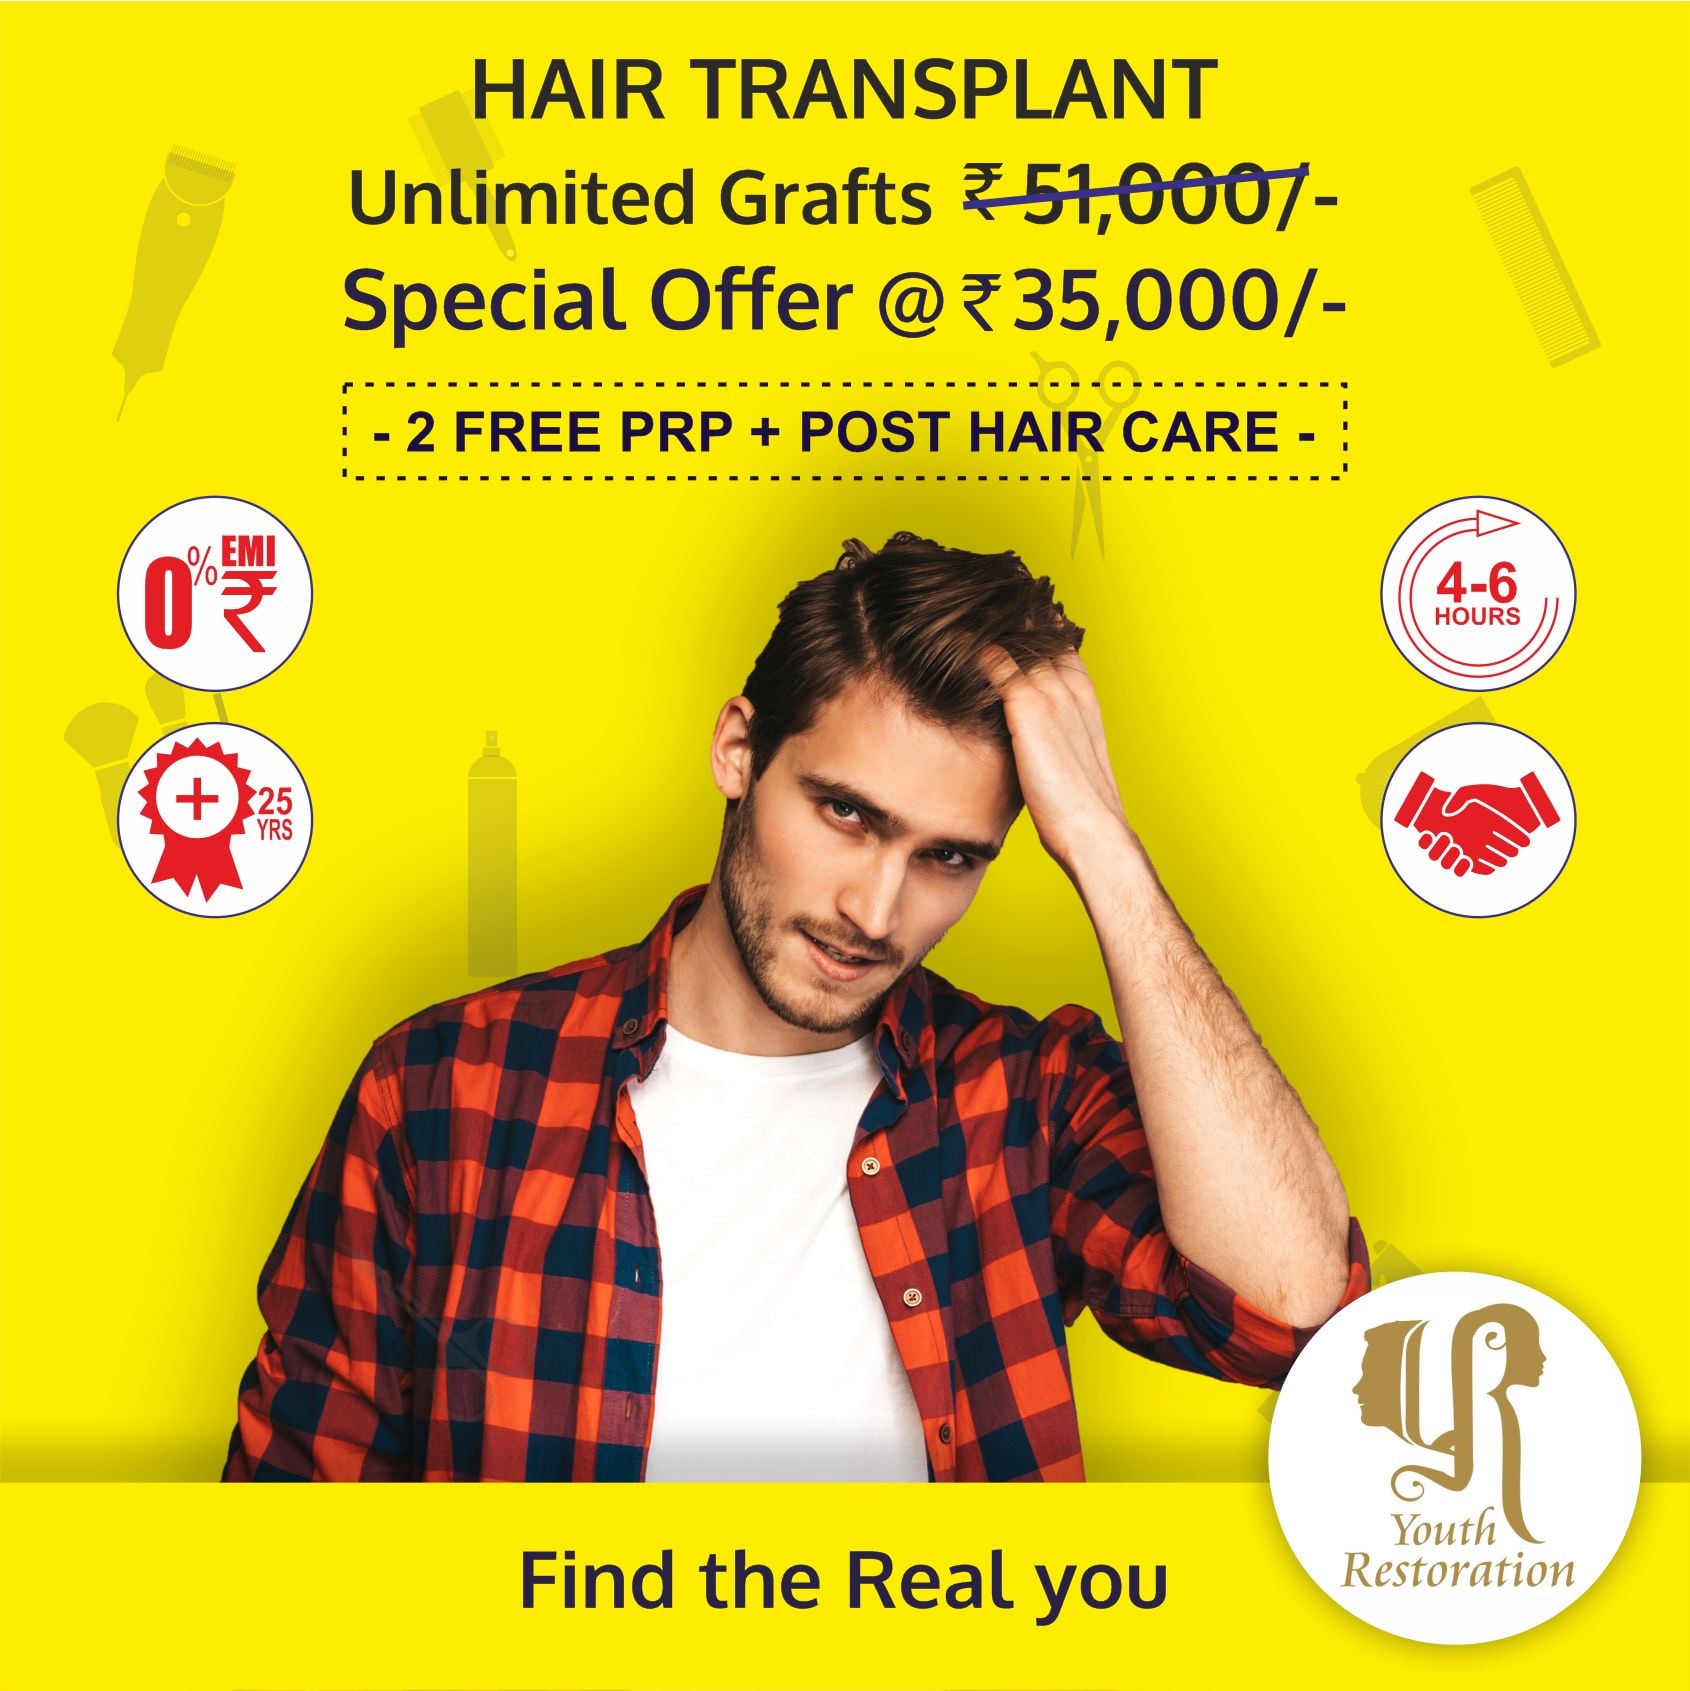 HAIR TRANSPLANT
Unlimited Grafts ₹ 51,000/-
Special Offer @ ₹ 35,000/-
- 2 FREE PRP + POST HAIR CARE -
0% EMI
₹
4-6
HOURS
+ 25
YRS
YR
Youth
Restoration
Find the Real you